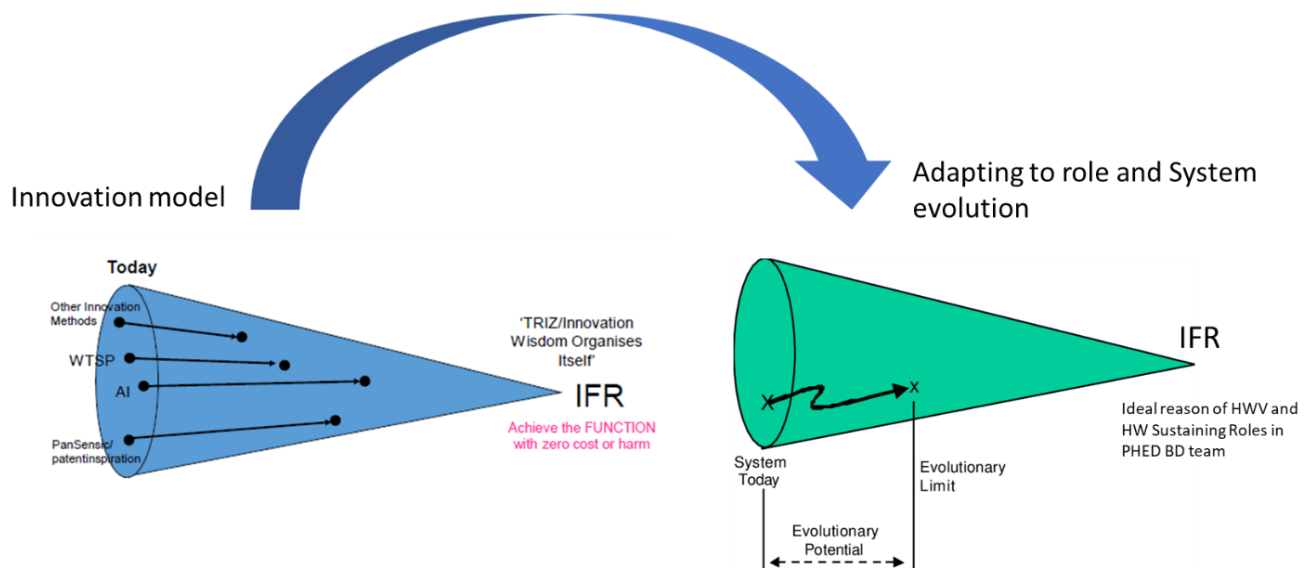 Innovation model
Adapting to role and System
evolution
Today
Other Innovation
Methods
WTSP
AI
PanSensic/
patentinspiration
'TRIZ/Innovation
Wisdom Organises
Itself'
IFR
Achieve the FUNCTION
with zero cost or harm
X
X
System
Today
Evolutionary
Limit
Evolutionary
Potential
IFR
Ideal reason of HWV and
HW Sustaining Roles in
PHED BD team